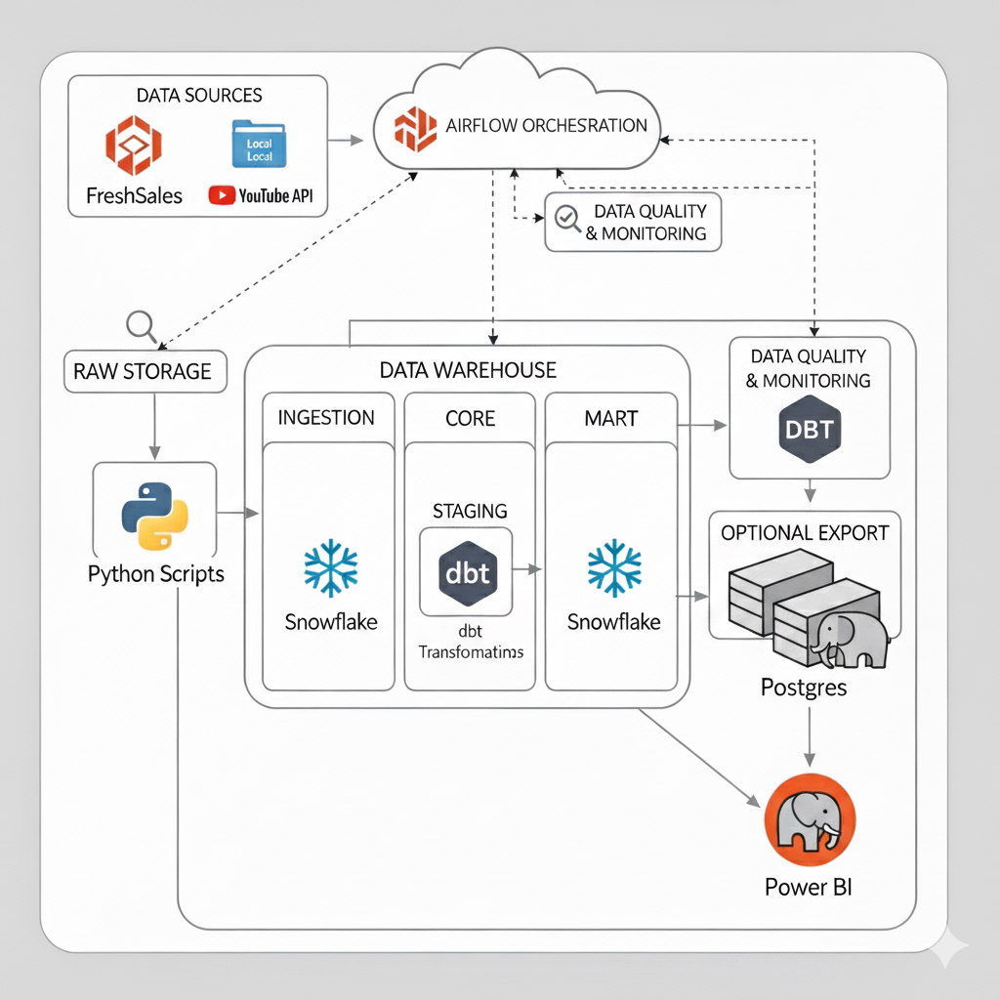 DATA SOURCES
Local
Local
FreshSales
YouTube API
AIRFLOW ORCHESRATION
DATA QUALITY
& MONITORING
RAW STORAGE
Python Scripts
DATA WAREHOUSE
INGESTION
Snowflake
CORE
STAGING
dbt
dbt
Transfomatins
MART
Snowflake
DATA QUALITY
& MONITORING
DBT
OPTIONAL EXPORT
Postgres
Power BI